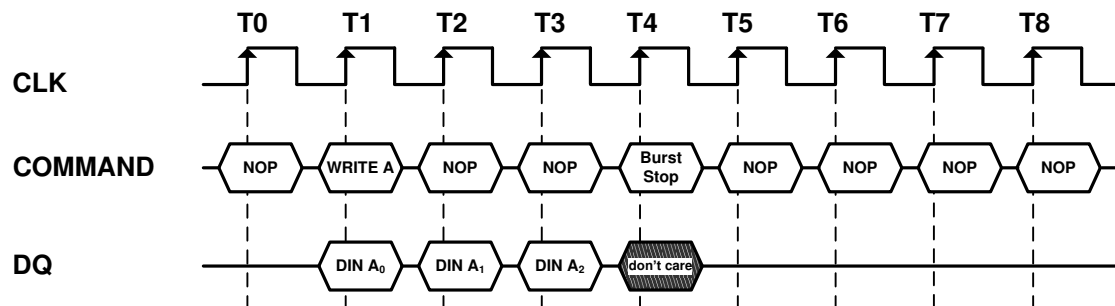 T0 T1 T2 T3 T4 T5 T6 T7 T8
CLK
COMMAND NOP WRITE A NOP NOP Burst Stop NOP NOP NOP NOP
DQ DIN A₀ DIN A₁ DIN A₂ don't care